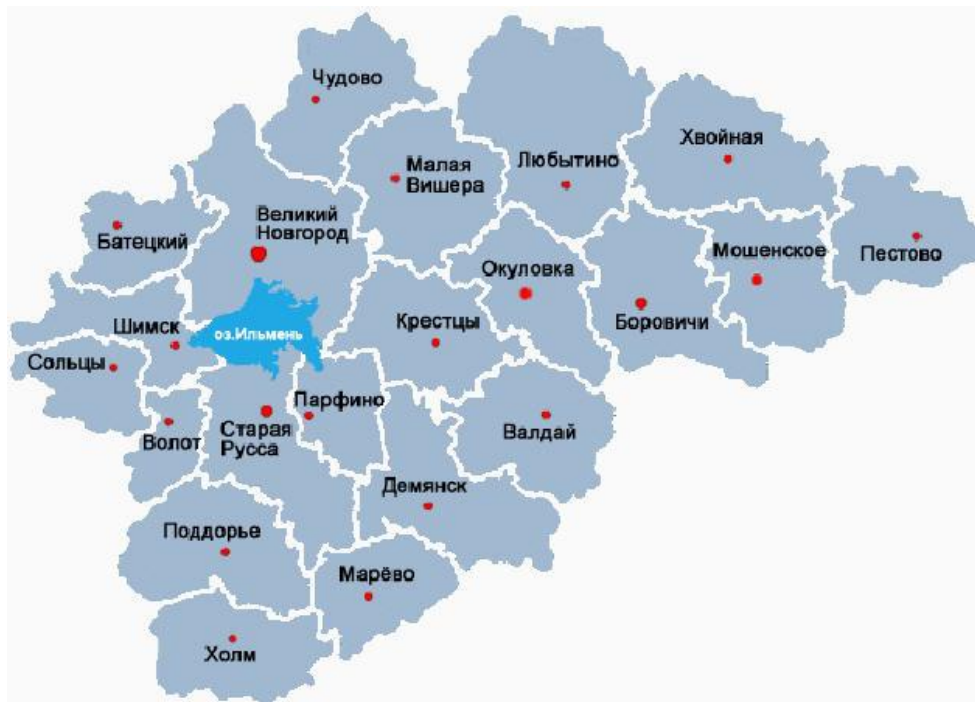 Чудово
Хвойная
Малая
Вишера
Любытино
Великий
Новгород
Батецкий
Мошенское
Пестово
Окуловка
Шимск
оз.Ильмень
Крестцы
Боровичи
Сольцы
Парфино
Волот
Старая
Русса
Валдай
Демянск
Поддорье
Марёво
Холм